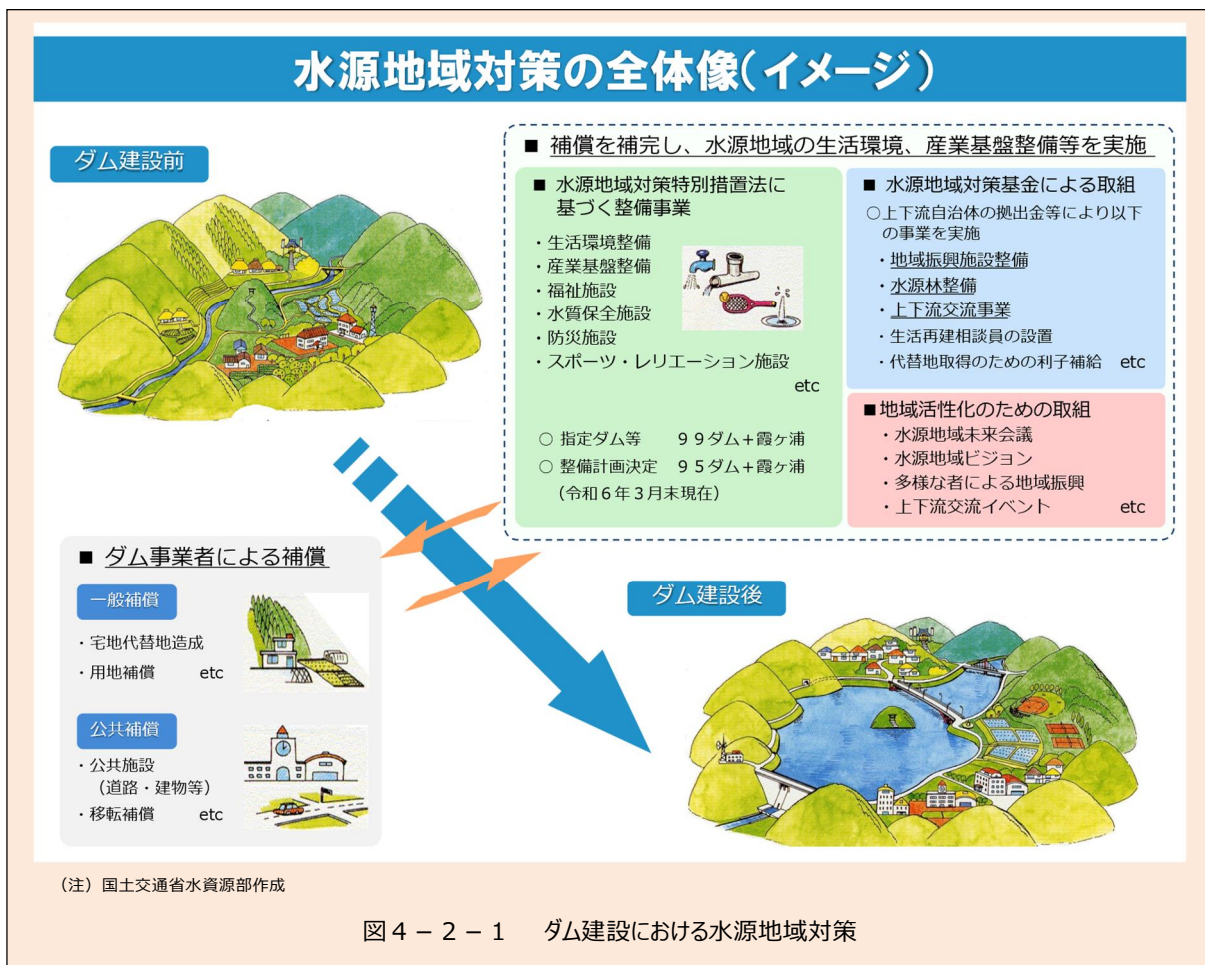 水源地域対策の全体像(イメージ)
ダム建設前
■ 補償を補完し、水源地域の生活環境、産業基盤整備等を実施
■ 水源地域対策特別措置法に
基づく整備事業
・生活環境整備
・産業基盤整備
・福祉施設
・水質保全施設
・防災施設
・スポーツ・レリエーション施設
etc
○ 指定ダム等 99ダム+霞ヶ浦
○ 整備計画決定 95ダム+霞ヶ浦
(令和6年3月末現在)
■ 水源地域対策基金による取組
○上下流自治体の拠出金等により以下
の事業を実施
・地域振興施設整備
・水源林整備
・上下流交流事業
・生活再建相談員の設置
・代替地取得のための利子補給 etc
■地域活性化のための取組
・水源地域未来会議
・水源地域ビジョン
・多様な者による地域振興
・上下流交流イベント etc
■ ダム事業者による補償
一般補償
・宅地代替地造成
・用地補償 etc
公共補償
・公共施設
(道路・建物等)
・移転補償 etc
ダム建設後
(注)国土交通省水資源部作成
図4-2-1 ダム建設における水源地域対策